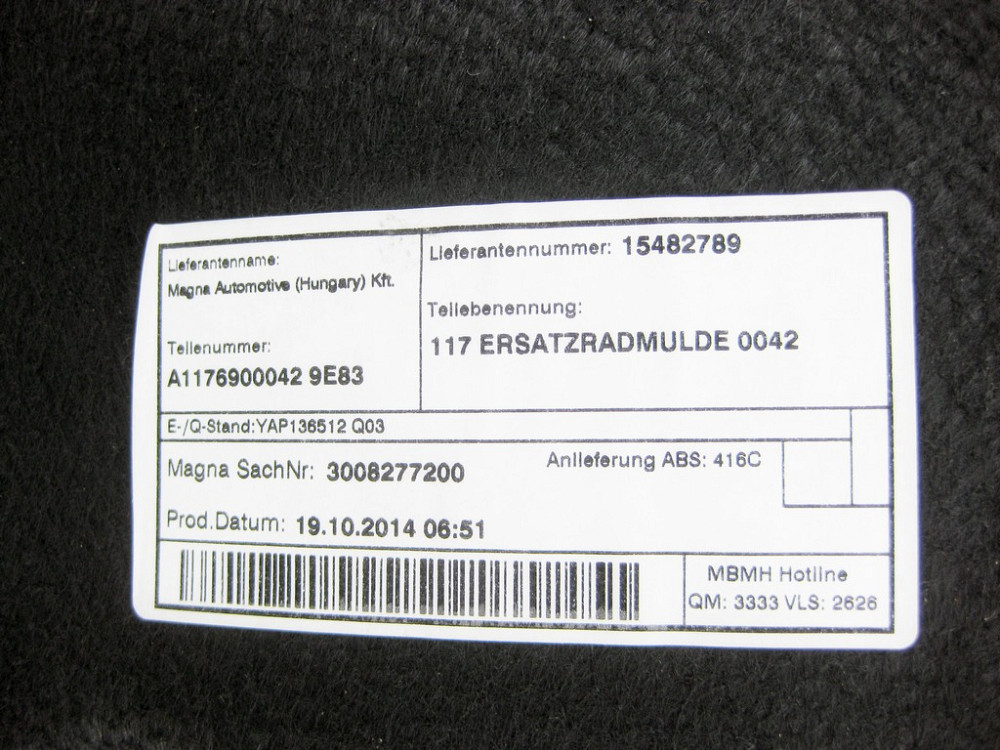 Lieferantenname:
Magna Automotive (Hungary) Kft.
Teilenummer:
A1176900042 9E83
Lieferantennummer: 15482789
Teilebenennung:
117 ERSATZRADMULDE 0042
E-/Q-Stand:YAP136512 Q03
Magna SachNr: 3008277200
Anlieferung ABS: 416C
Prod.Datum: 19.10.2014 06:51
MBMH Hotline
QM: 3333 VLS: 2626